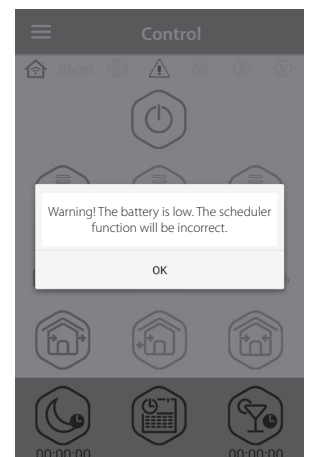 Control
Boost
Warning! The battery is low. The scheduler
function will be incorrect.
OK
%
00:00:00
00:00:00